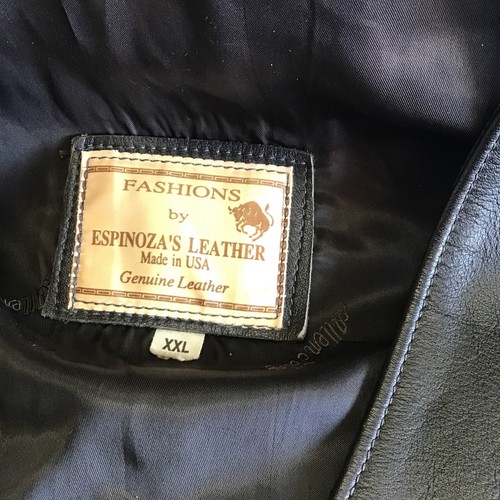 FASHIONS
by
ESPINOZA'S LEATHER
Made in USA
Genuine Leather
XXL